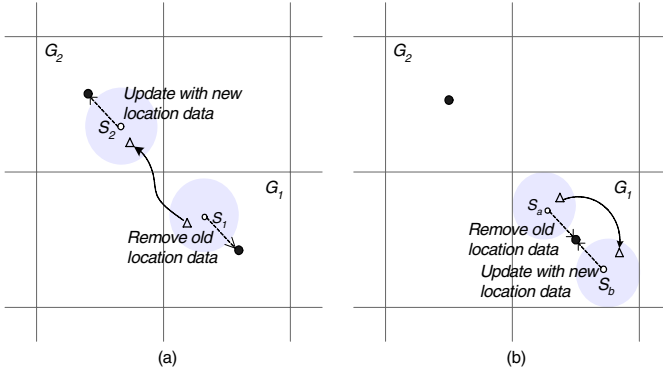 G2
Update with new
location data
S2
G1
S1
Remove old
location data
(a)
G2
G1
Sa
Remove old
location data
Update with new
location data
Sb
(b)